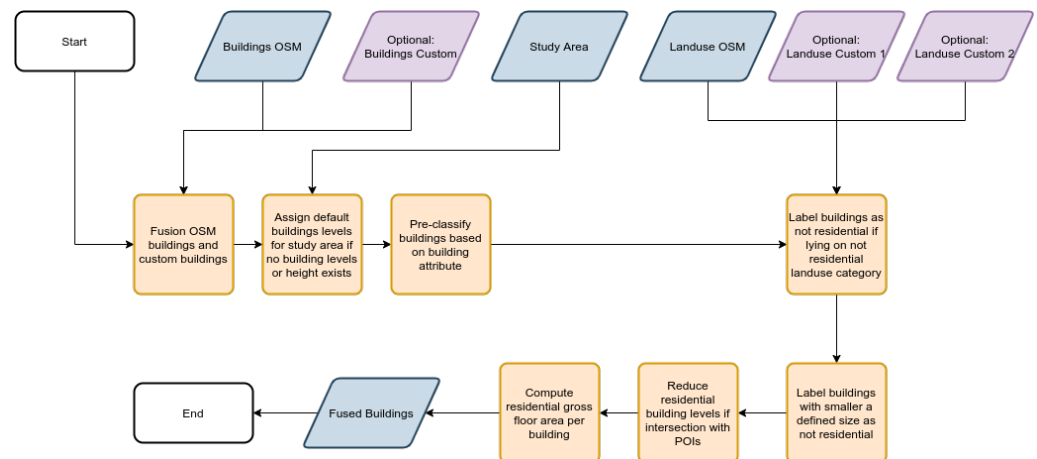 Start
Buildings OSM
Optional:
Buildings Custom
Study Area
Landuse OSM
Optional:
Landuse Custom 1
Optional:
Landuse Custom 2
Fusion OSM
buildings and
custom buildings
Assign default
buildings levels
for study area if
no building levels
or height exists
Pre-classify
buildings based
on building
attribute
Label buildings as
not residential if
lying on not
residential
landuse category
End
Fused Buildings
Compute
residential gross
floor area per
building
Reduce
residential
building levels if
intersection with
POIs
Label buildings
with smaller a
defined size as
not residential